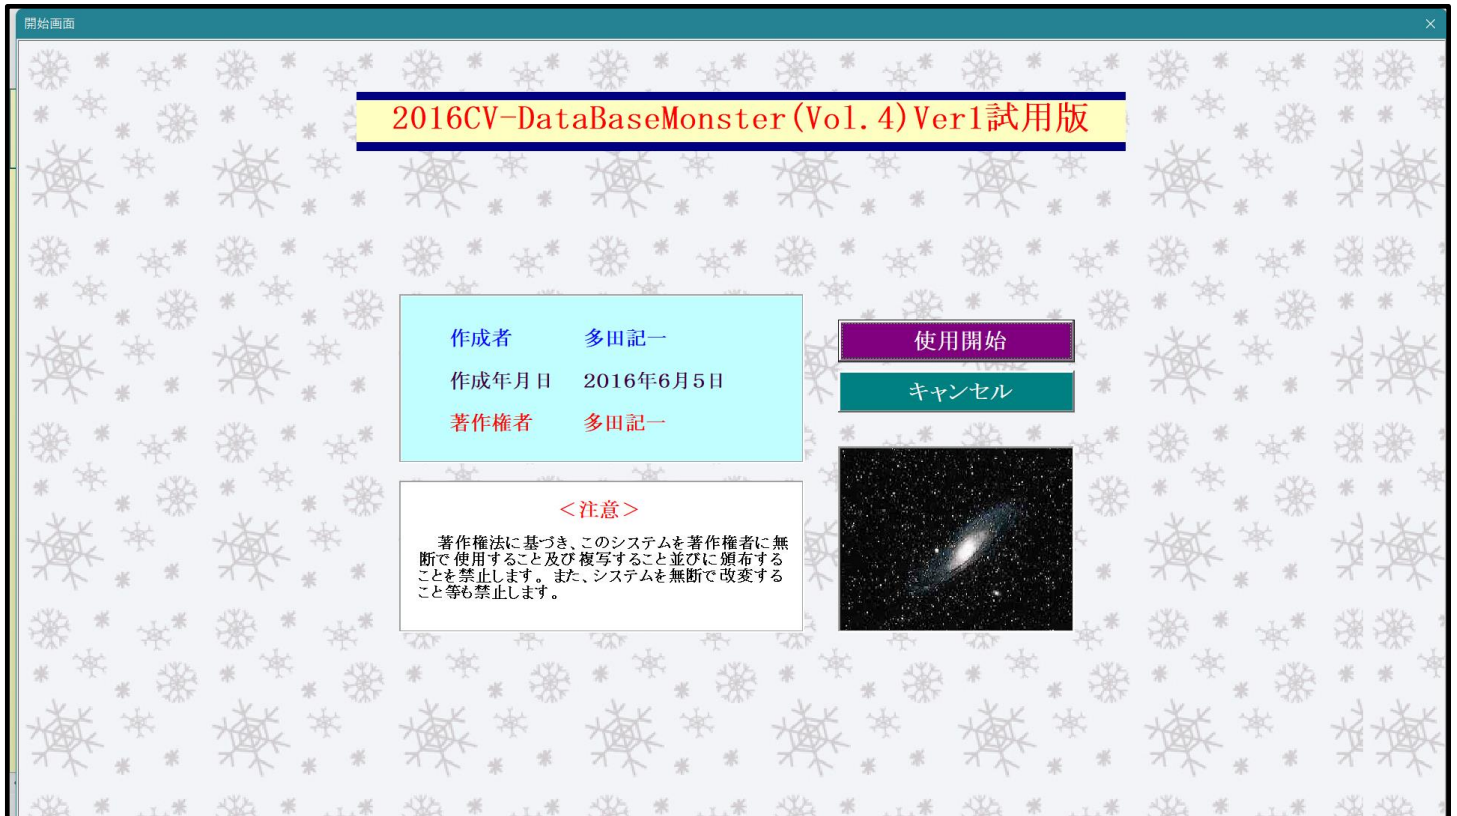 開始画面
2016CV-DataBaseMonster(Vol.4)Ver1試用版
作成者 多田記一
作成年月日 2016年6月5日
著作権者 多田記一
使用開始
キャンセル
＜注意＞
著作権法に基づき、このシステムを著作権者に無
断で使用すること及び複写すること並びに頒布する
ことを禁止します。また、システムを無断で改変する
こと等も禁止します。